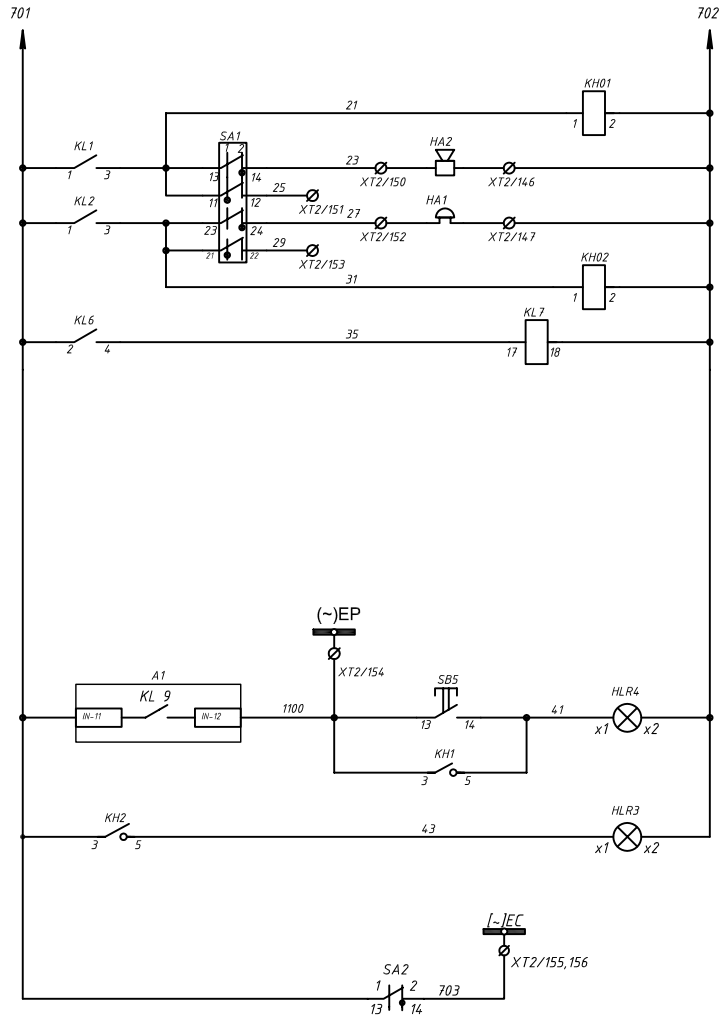 701 702
KH01
21
1 2
SA1
1 2
KL1
1 3
13 14
23
XT2/150
HA2
XT2/146
11 12
25
XT2/151
KL2
1 3
23 24
27
XT2/152
HA1
XT2/147
21 22
29
XT2/153
KH02
31
1 2
KL6
2 4
35
KL7
17 18
(~)EP
XT2/154
A1
KL 9
IN-11 IN-12
1100
SB5
13 14
41
HLR4
x1 x2
KH1
3 5
KH2
3 5
43
HLR3
x1 x2
[~]EC
XT2/155,156
SA2
1 2
13 14
703